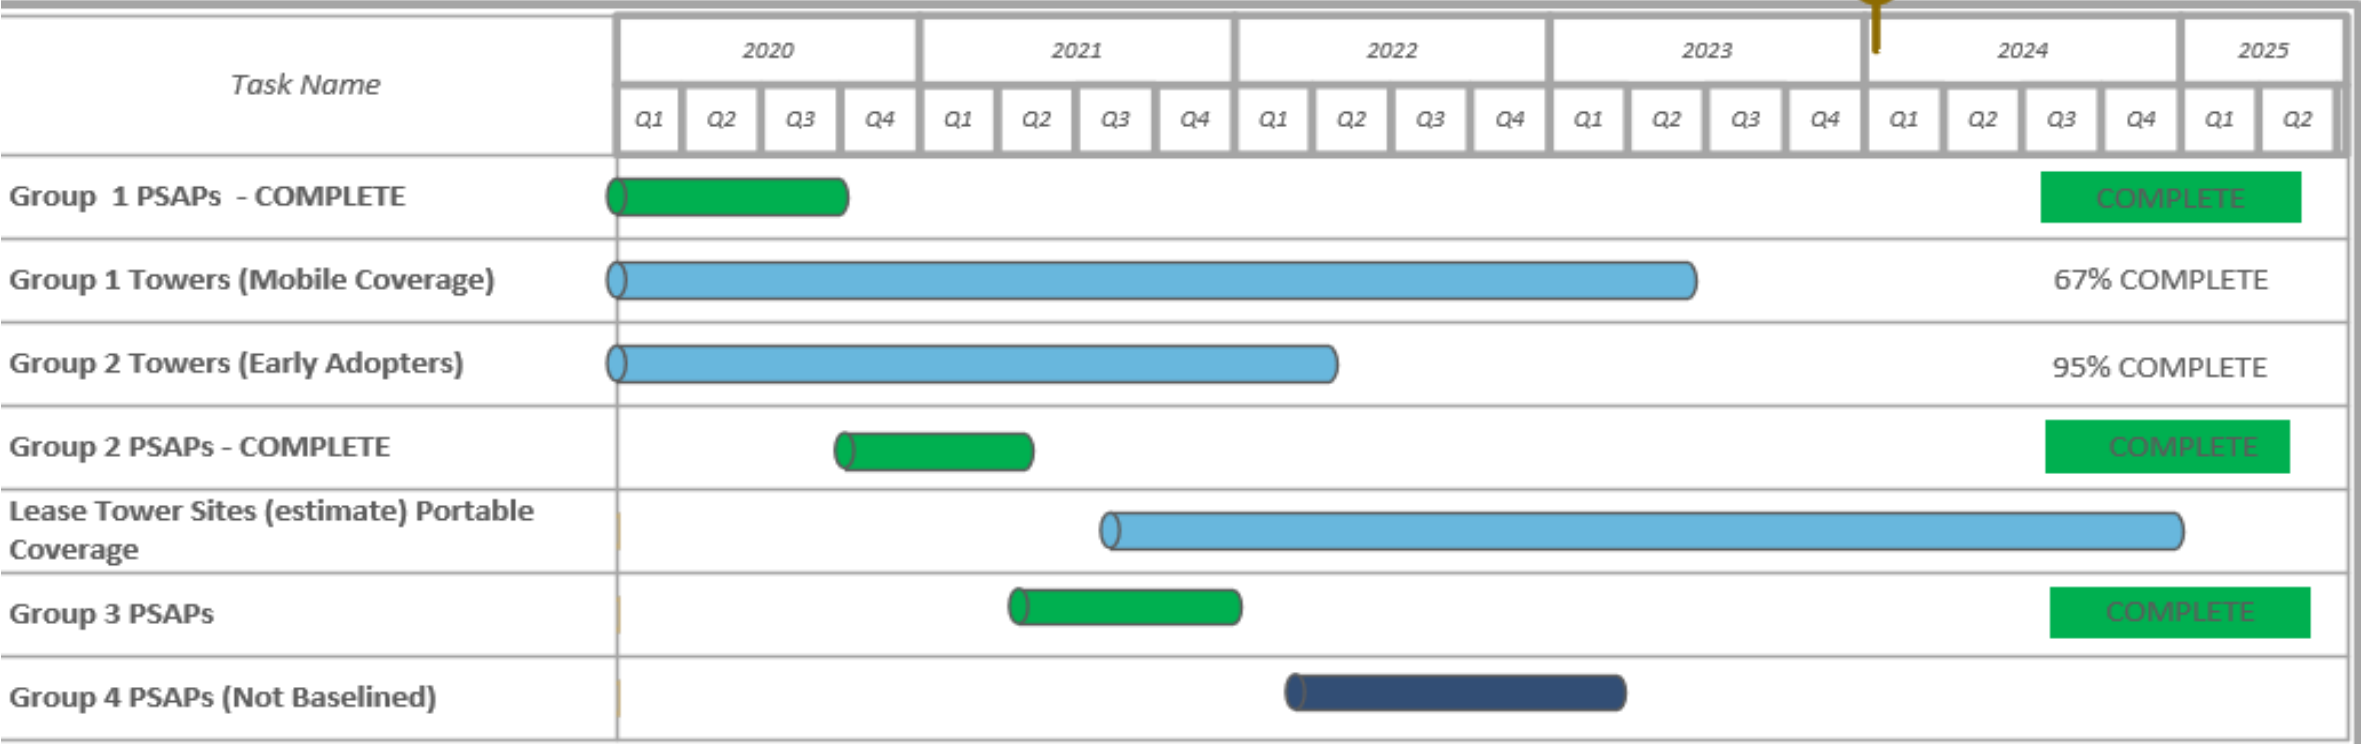 2020 2021 2022 2023 2024 2025
Task Name
Q1 Q2 Q3 Q4 Q1 Q2 Q3 Q4 Q1 Q2 Q3 Q4 Q1 Q2 Q3 Q4 Q1 Q2 Q3 Q4 Q1 Q2
Group 1 PSAPs - COMPLETE COMPLETE
Group 1 Towers (Mobile Coverage) 67% COMPLETE
Group 2 Towers (Early Adopters) 95% COMPLETE
Group 2 PSAPs - COMPLETE COMPLETE
Lease Tower Sites (estimate) Portable
Coverage
Group 3 PSAPs COMPLETE
Group 4 PSAPs (Not Baselined)